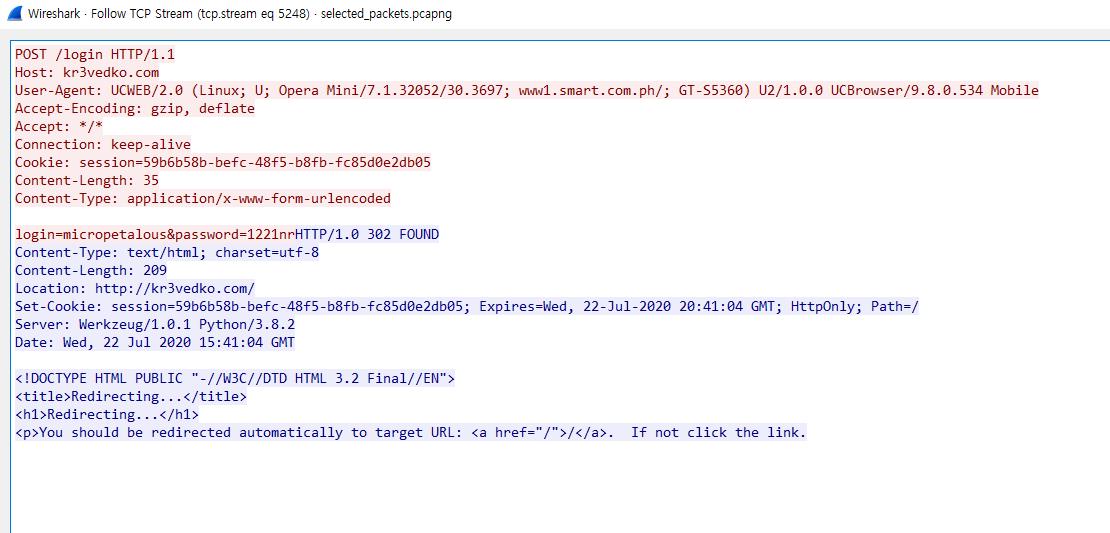 Wireshark · Follow TCP Stream (tcp.stream eq 5248) · selected_packets.pcapng
POST /login HTTP/1.1
Host: kr3vedko.com
User-Agent: UCWEB/2.0 (Linux; U; Opera Mini/7.1.32052/30.3697; www1.smart.com.ph/; GT-S5360) U2/1.0.0 UCBrowser/9.8.0.534 Mobile
Accept-Encoding: gzip, deflate
Accept: */*
Connection: keep-alive
Cookie: session=59b6b58b-befc-48f5-b8fb-fc85d0e2db05
Content-Length: 35
Content-Type: application/x-www-form-urlencoded
login=micropetalous&password=1221nrHTTP/1.0 302 FOUND
Content-Type: text/html; charset=utf-8
Content-Length: 209
Location: http://kr3vedko.com/
Set-Cookie: session=59b6b58b-befc-48f5-b8fb-fc85d0e2db05; Expires=Wed, 22-Jul-2020 20:41:04 GMT; HttpOnly; Path=/
Server: Werkzeug/1.0.1 Python/3.8.2
Date: Wed, 22 Jul 2020 15:41:04 GMT
<!DOCTYPE HTML PUBLIC "-//W3C//DTD HTML 3.2 Final//EN">
<title>Redirecting...</title>
<h1>Redirecting...</h1>
<p>You should be redirected automatically to target URL: <a href="/">/</a>.  If not click the link.